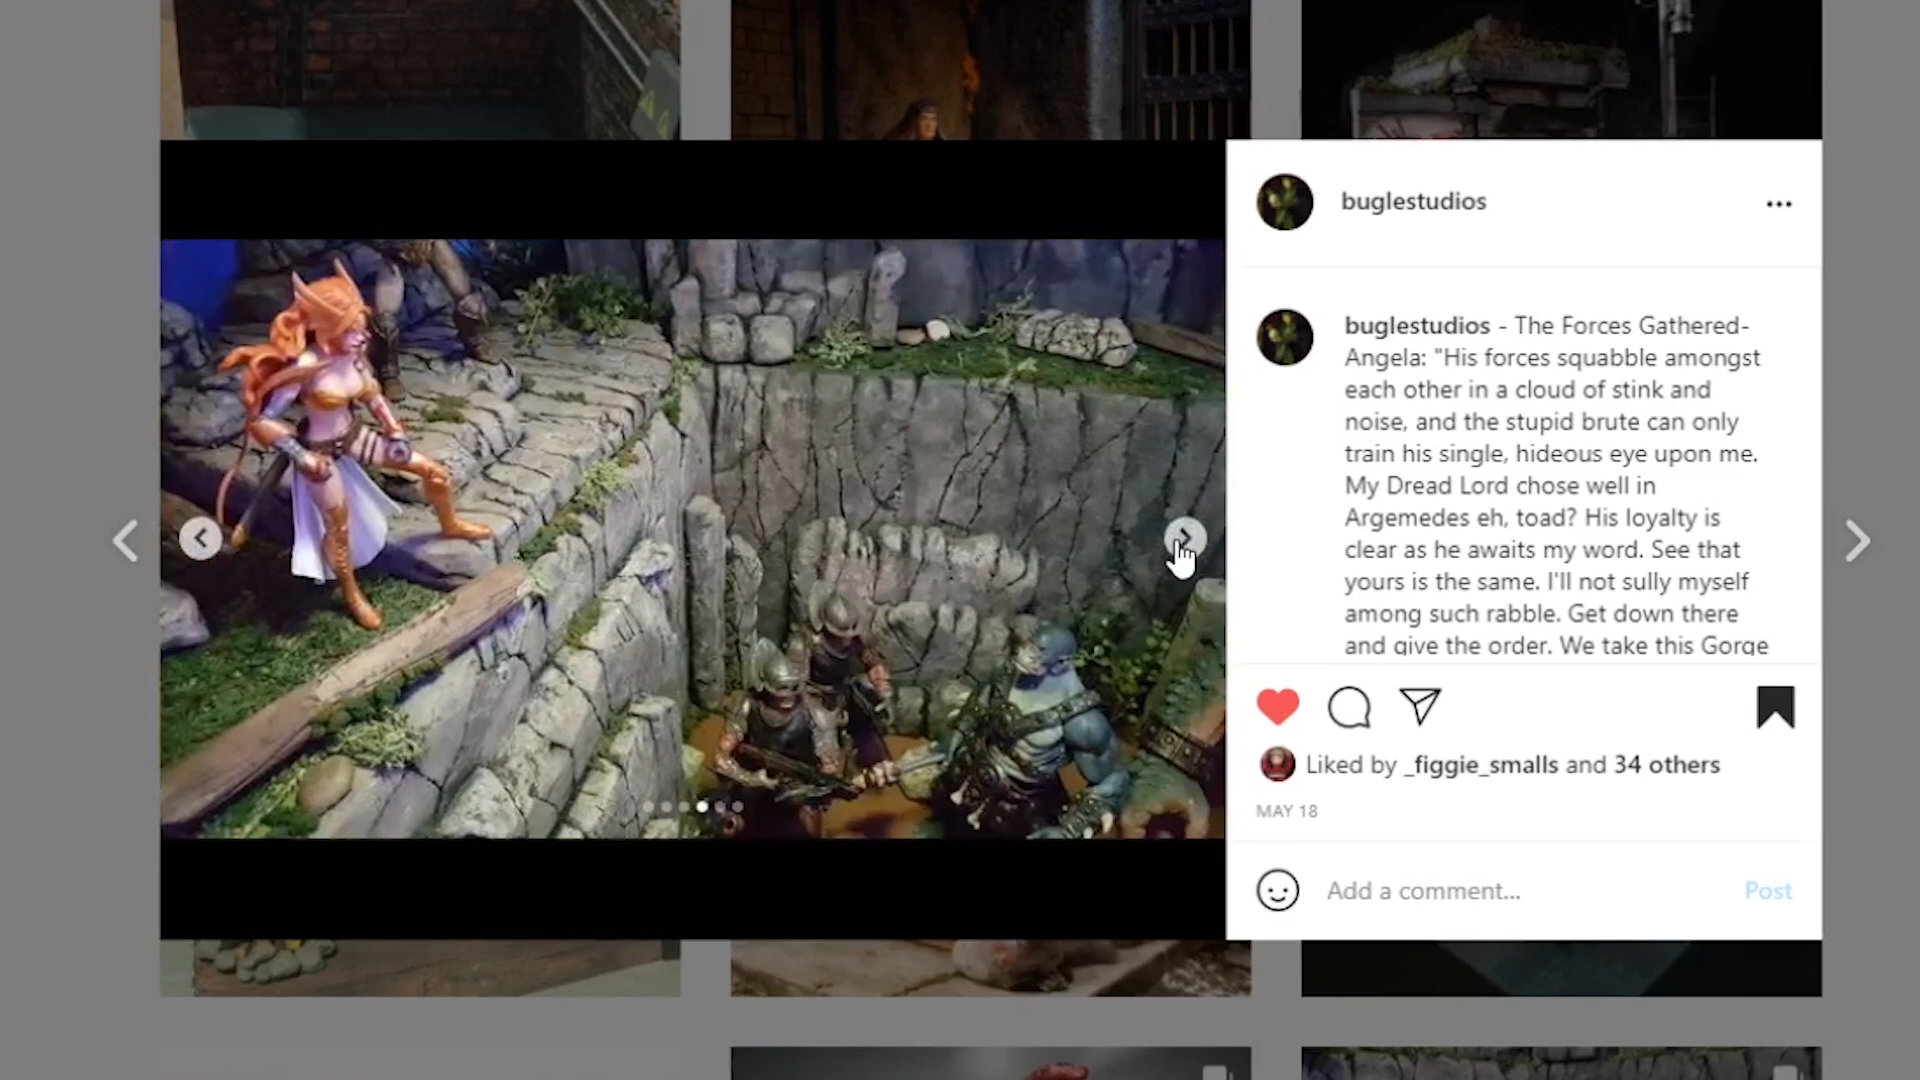 buglestudios
buglestudios - The Forces Gathered-
Angela: "His forces squabble amongst
each other in a cloud of stink and
noise, and the stupid brute can only
train his single, hideous eye upon me.
My Dread Lord chose well in
Argemedes eh, toad? His loyalty is
clear as he awaits my word. See that
yours is the same. I'll not sully myself
among such rabble. Get down there
and give the order. We take this Gorge
Liked by _figgie_smalls and 34 others
MAY 18
Add a comment...
Post